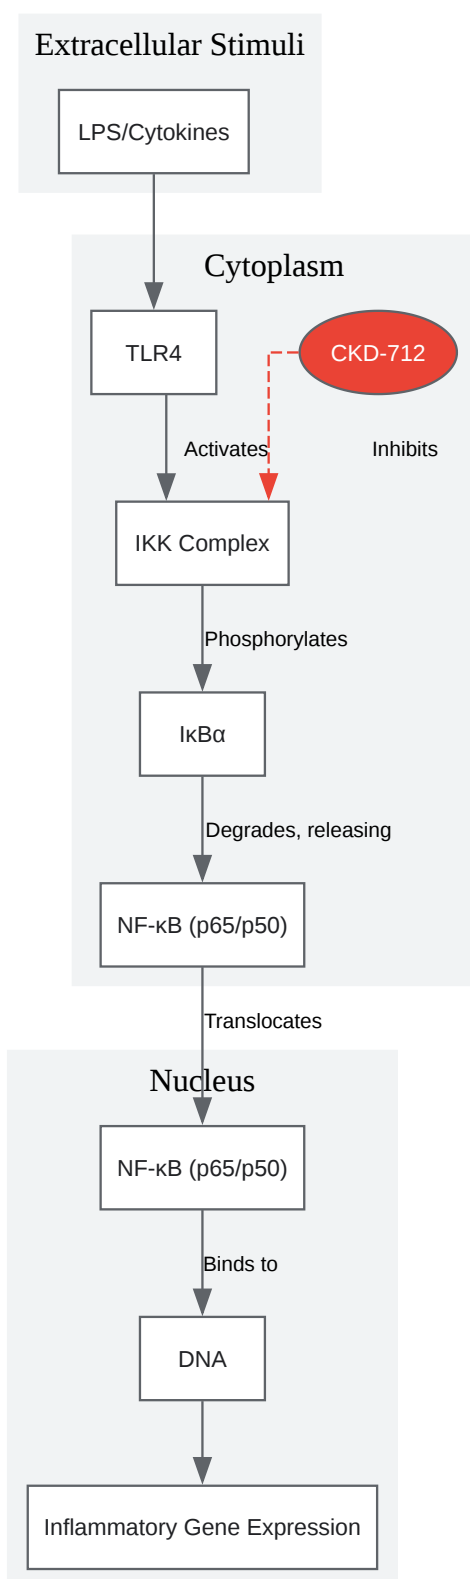 Extracellular Stimuli
LPS/Cytokines
Cytoplasm
TLR4
CKD-712
Activates
Inhibits
IKK Complex
Phosphorylates
IκBα
Degrades, releasing
NF-κB (p65/p50)
Translocates
Nucleus
NF-κB (p65/p50)
Binds to
DNA
Inflammatory Gene Expression